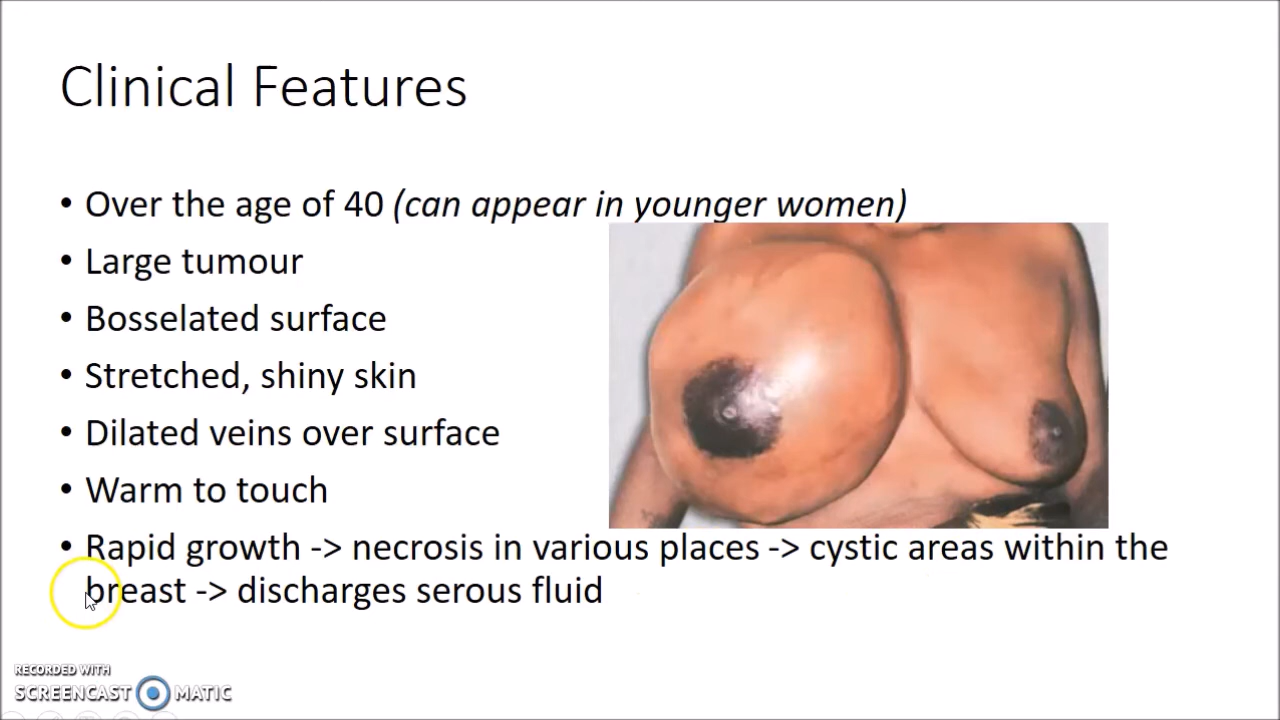 Clinical Features
• Over the age of 40 (can appear in younger women)
• Large tumour
• Bosselated surface
• Stretched, shiny skin
• Dilated veins over surface
• Warm to touch
• Rapid growth -> necrosis in various places -> cystic areas within the
breast -> discharges serous fluid
RECORDED WITH
SCREENCAST MATIC